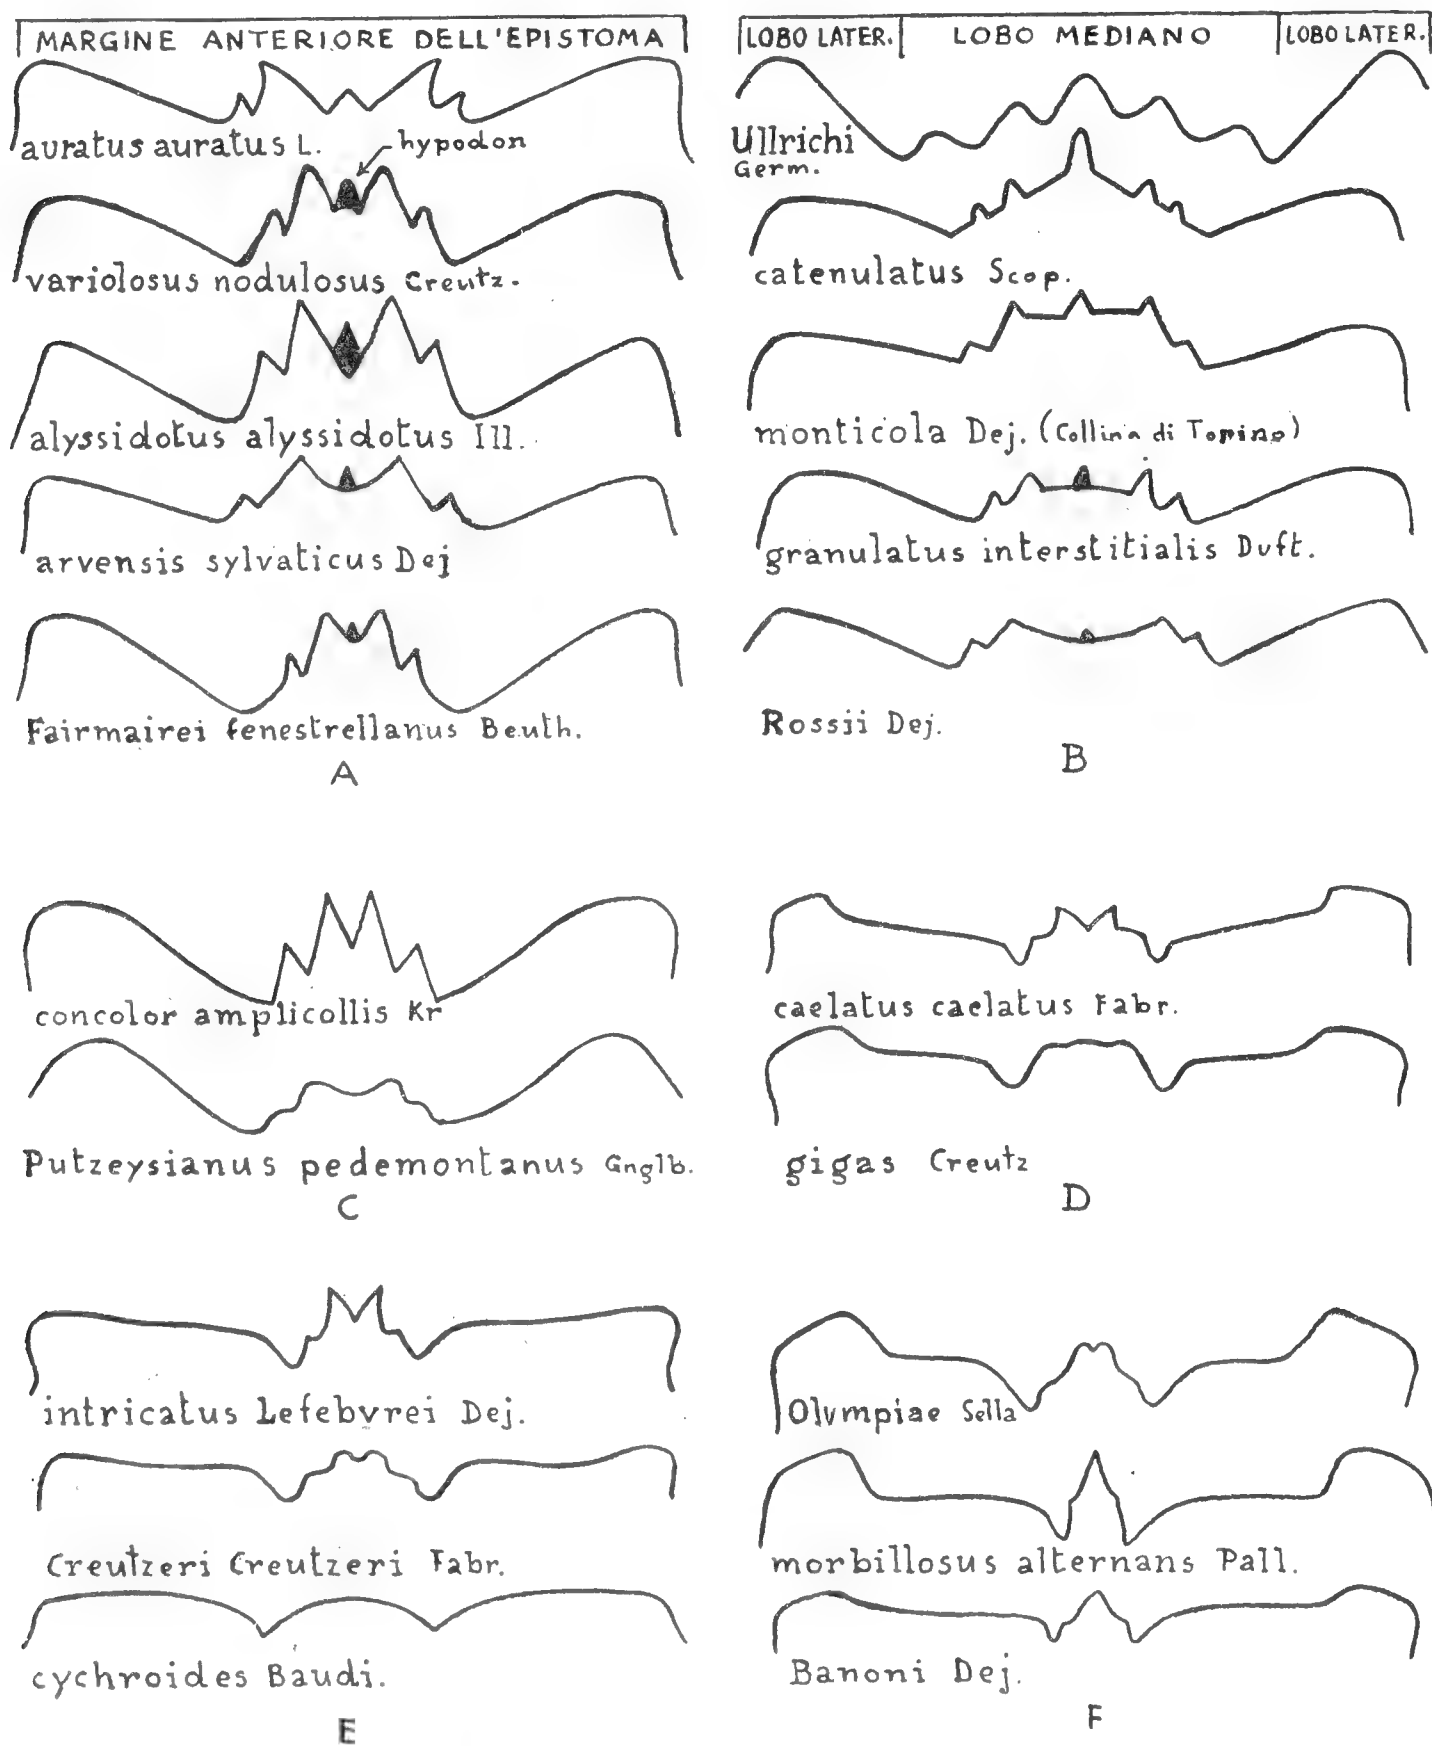 MARGINE ANTERIORE DELL'EPISTOMA
auratus auratus L.
hypodon
variolosus nodulosus Creutz.
alyssidotus alyssidotus Ill.
arvensis sylvaticus Dej
Fairmairei fenestrellanus Beuth.
A
LOBO LATER. LOBO MEDIANO LOBO LATER.
Ullrichi
Germ.
catenulatus Scop.
monticola Dej. (Collina di Torino)
granulatus interstitialis Duft.
Rossii Dej.
B
concolor amplicollis Kr
Putzeysianus pedemontanus Gnglb.
C
caelatus caelatus Fabr.
gigas Creutz
D
intricatus Lefebvrei Dej.
Creutzeri Creutzeri Fabr.
cychroides Baudi.
E
Olympiae Sella
morbillosus alternans Pall.
Banoni Dej.
F